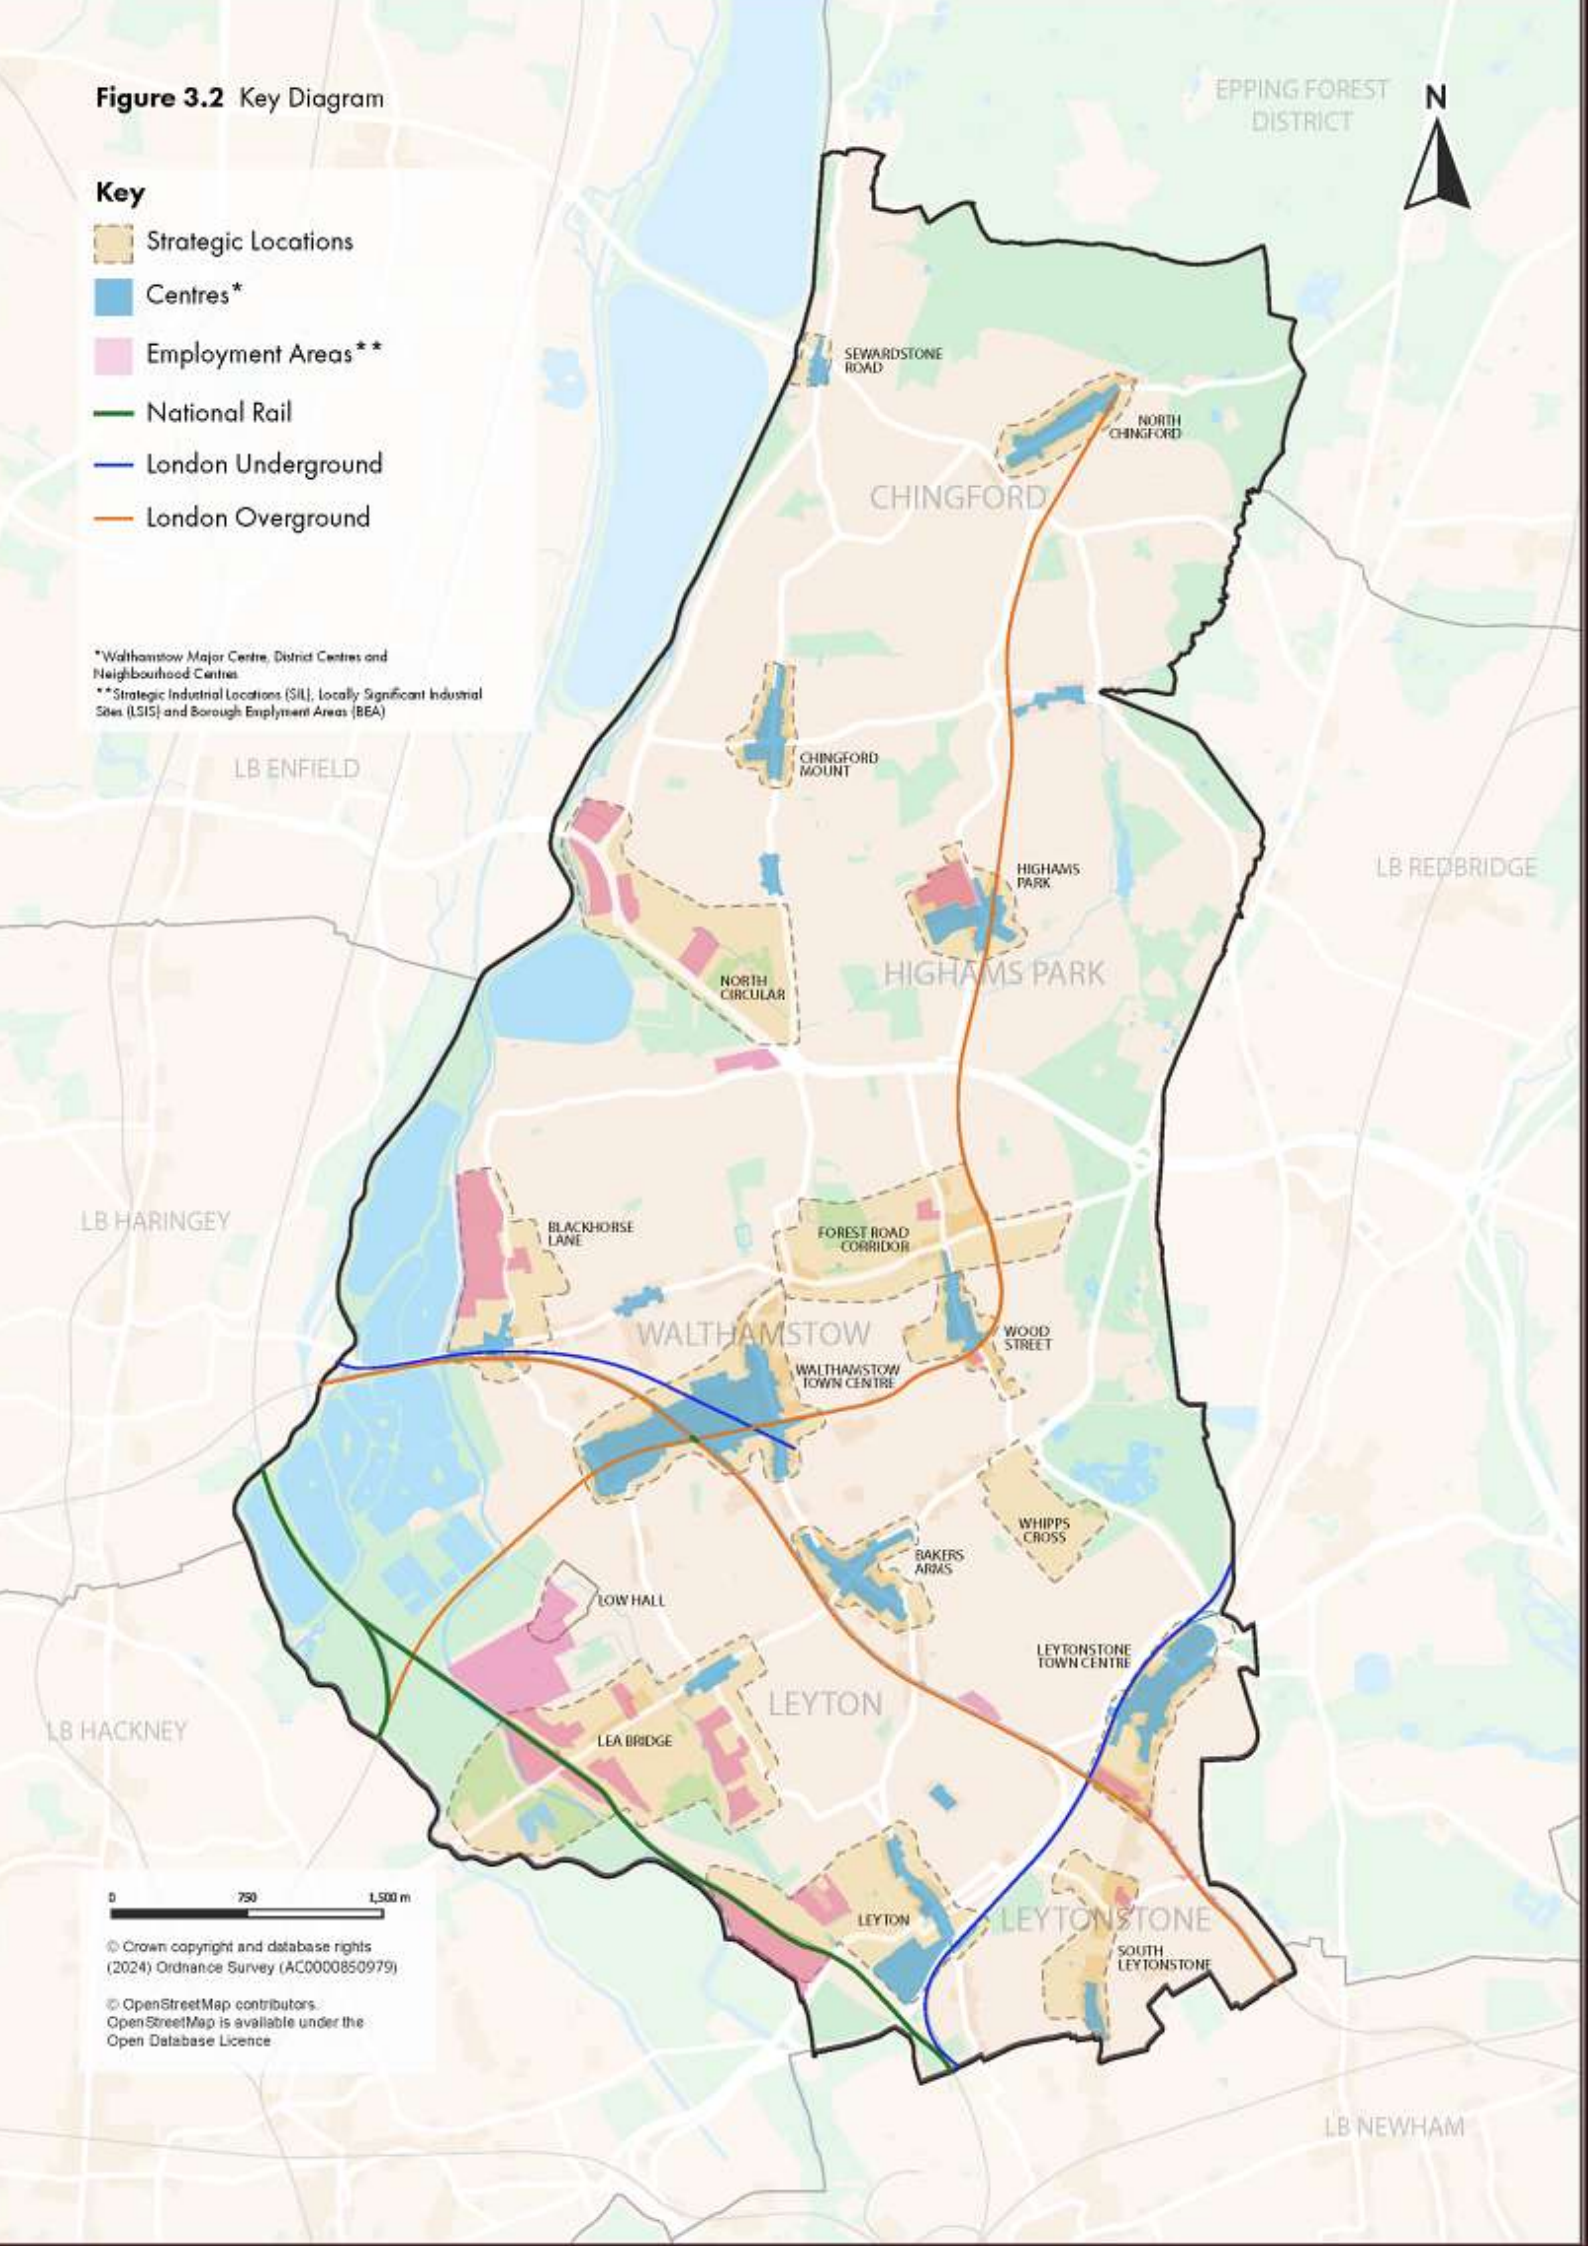 Figure 3.2 Key Diagram
EPPING FOREST
DISTRICT
N
Key
Strategic Locations
Centres*
Employment Areas**
National Rail
London Underground
London Overground
*Walthamstow Major Centre, District Centres and
Neighbourhood Centres
**Strategic Industrial Locations (SIL), Locally Significant Industrial
Sites (LSIS) and Borough Emplyment Areas (BEA)
SEWARDSTONE
ROAD
NORTH
CHINGFORD
CHINGFORD
CHINGFORD
MOUNT
LB ENFIELD
HIGHAMS
PARK
LB REDBRIDGE
HIGHAMS PARK
NORTH
CIRCULAR
LB HARINGEY
BLACKHORSE
LANE
FOREST ROAD
CORRIDOR
WALTHAMSTOW
WOOD
STREET
WALTHAMSTOW
TOWN CENTRE
WHIPPS
CROSS
BAKERS
ARMS
LOW HALL
LEYTONSTONE
TOWN CENTRE
LEYTON
LB HACKNEY
LEA BRIDGE
LEYTON
LEYTONSTONE
SOUTH
LEYTONSTONE
0 750 1,500 m
© Crown copyright and database rights
(2024) Ordnance Survey (AC0000850979)
© OpenStreetMap contributors.
OpenStreetMap is available under the
Open Database Licence
LB NEWHAM